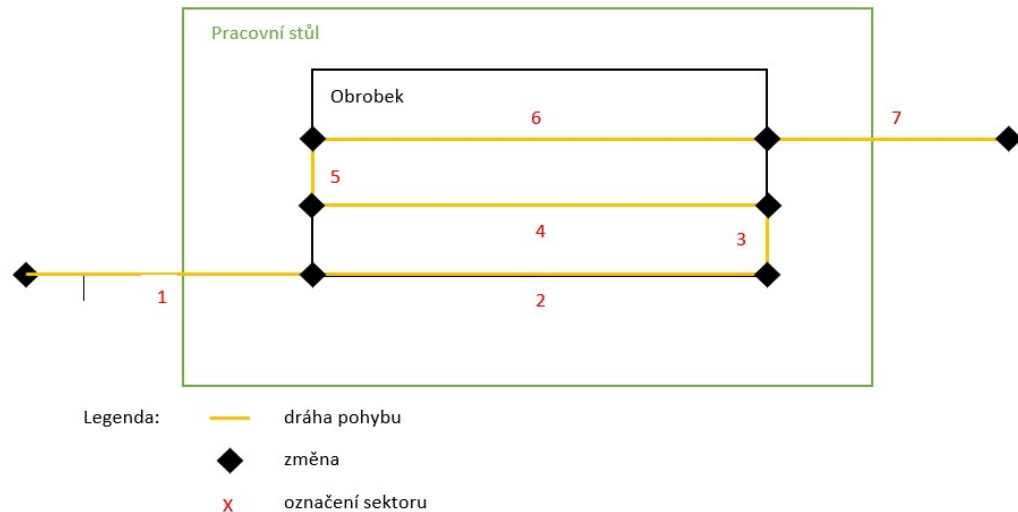 Pracovní stůl
Obrobek
6
7
5
4
3
1
2
Legenda:
dráha pohybu
změna
X
označení sektoru